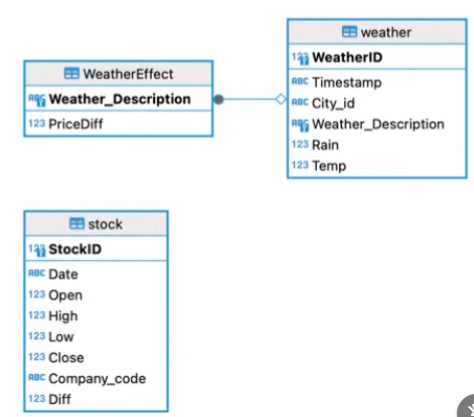 weather
123 WeatherID
ABC Timestamp
ABC City_id
ABC Weather_Description
123 Rain
123 Temp
WeatherEffect
ABC Weather_Description
123 PriceDiff
stock
123 StockID
ABC Date
123 Open
123 High
123 Low
123 Close
ABC Company_code
123 Diff